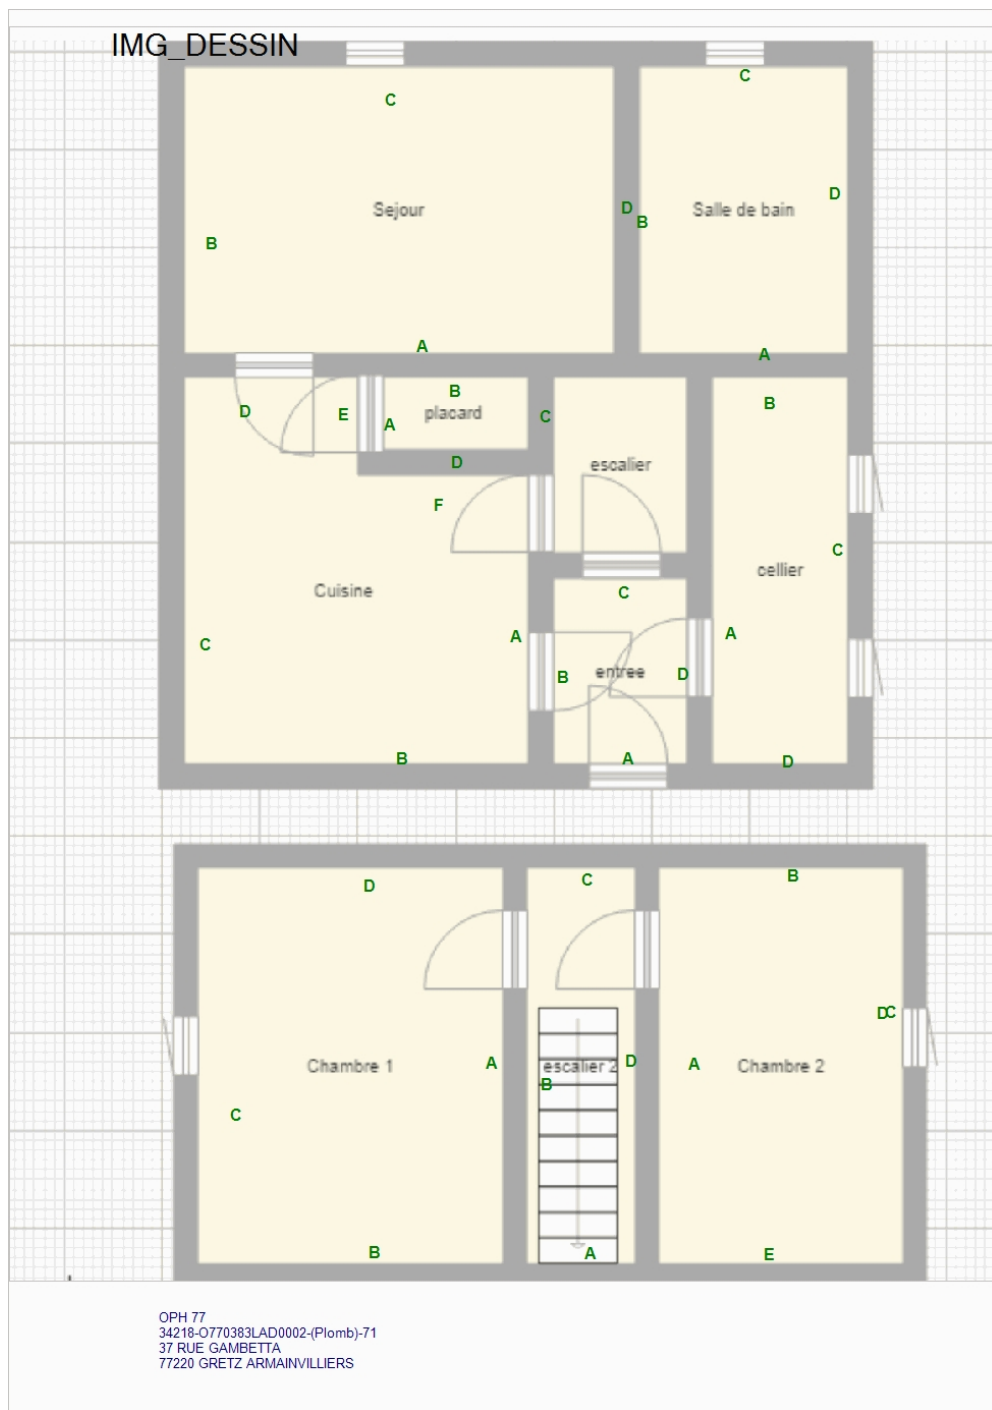 IMG_DESSIN
C
C
Sejour
D
B
Salle de bain
D
B
A
A
D
E
A
B
placard
C
D
B
escalier
F
C
cellier
Cuisine
C
C
A
A
B
entree
D
B
A
D
D
C
B
Chambre 1
A
escalier 2
B
D
A
Chambre 2
DC
C
B
A
E
OPH 77
34218-O770383LAD0002-(Plomb)-71
37 RUE GAMBETTA
77220 GRETZ ARMAINVILLIERS